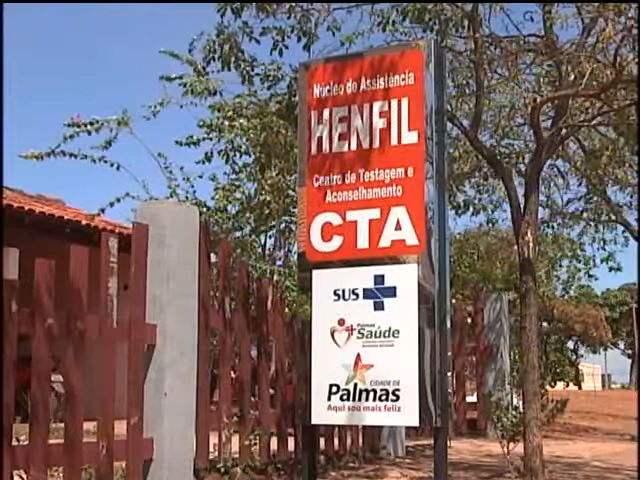 Núcleo de Assistência
HENFIL
Centro de Testagem e
Aconselhamento
CTA
SUS
Palmas
Saúde
CIDADE DE
Palmas
Aqui sou mais feliz